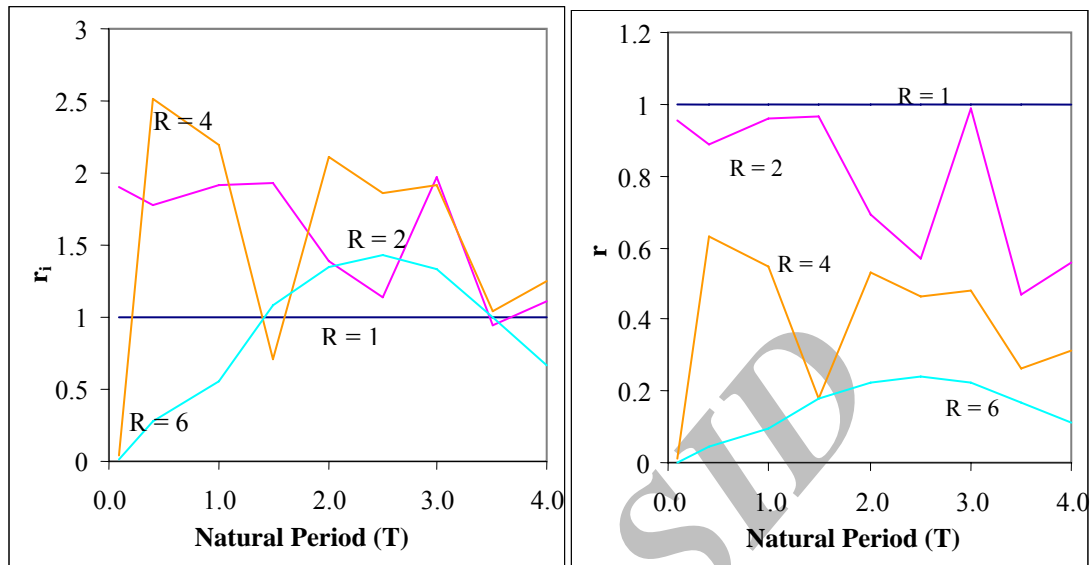 3
2.5
2
1.5
1
0.5
0
r_i
R = 4
R = 2
R = 1
R = 6
0.0 1.0 2.0 3.0 4.0
Natural Period (T)
1.2
1
0.8
0.6
0.4
0.2
0
r
R = 1
R = 2
R = 4
R = 6
0.0 1.0 2.0 3.0 4.0
Natural Period (T)
SID